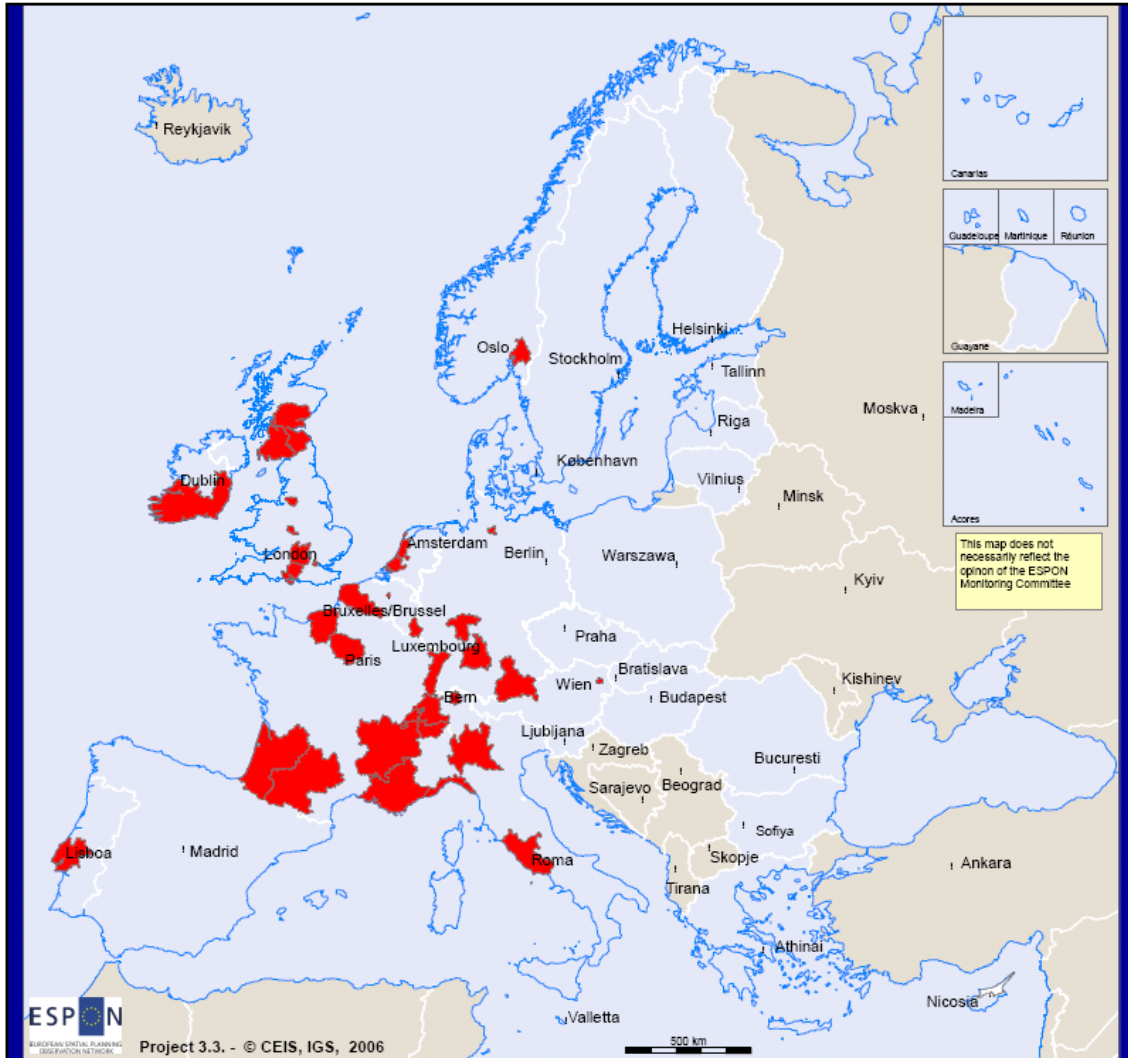 Reykjavik
Canarias
Guadeloupe
Martinique
Réunion
Guayane
Madeira
Acores
This map does not
necessarily reflect the
opinon of the ESPON
Monitoring Committee
Oslo
Stockholm
Helsinki
Tallinn
Moskva
Riga
København
Vilnius
Minsk
Dublin
London
Amsterdam
Berlin
Warszawa
Kyiv
Bruxelles/Brussel
Praha
Luxembourg
Paris
Bratislava
Wien
Kishinev
Bern
Budapest
Ljubljana
Zagreb
Bucuresti
Sarajevo
Beograd
Sofiya
Lisboa
Madrid
Roma
Skopje
Ankara
Tirana
Athinai
Nicosia
Valletta
ESPON
EUROPEAN SPATIAL PLANNING
OBSERVATION NETWORK
Project 3.3. - © CEIS, IGS, 2006
500 km